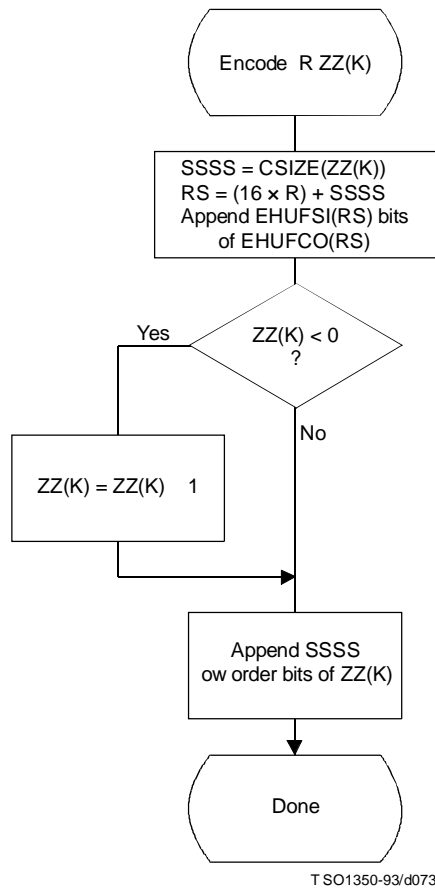 Encode R ZZ(K)
SSSS = CSIZE(ZZ(K))
RS = (16 × R) + SSSS
Append EHUFSI(RS) bits
of EHUFCO(RS)
ZZ(K) < 0
?
Yes
No
ZZ(K) = ZZ(K) 1
Append SSSS
ow order bits of ZZ(K)
Done
T SO1350-93/d073